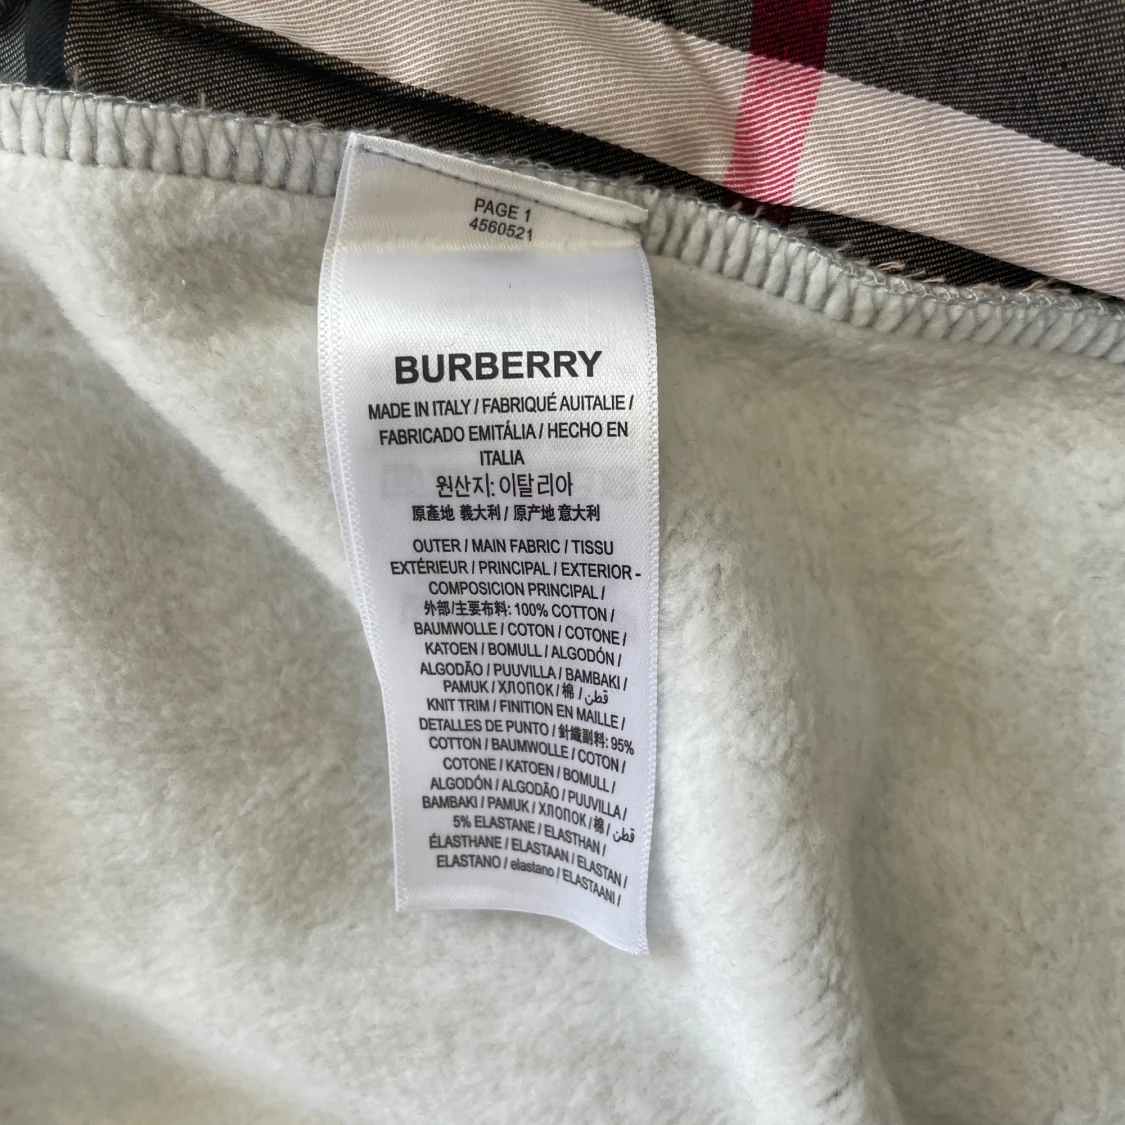 PAGE 1
4560521
BURBERRY
MADE IN ITALY / FABRIQUÉ AUITALIE /
FABRICADO EMITÁLIA / HECHO EN
ITALIA
원산지: 이탈리아
原產地 義大利 / 原产地 意大利
OUTER / MAIN FABRIC / TISSU
EXTÉRIEUR / PRINCIPAL / EXTERIOR -
COMPOSICION PRINCIPAL /
外部/主要布料: 100% COTTON /
BAUMWOLLE / COTON / COTONE /
KATOEN / BOMULL / ALGODÓN /
ALGODÃO / PUUVILLA / BAMBAKI /
PAMUK / ХЛОПОК / 棉 / قطن
KNIT TRIM / FINITION EN MAILLE /
DETALLES DE PUNTO / 針織副料: 95%
COTTON / BAUMWOLLE / COTON /
COTONE / KATOEN / BOMULL /
ALGODÓN / ALGODÃO / PUUVILLA /
BAMBAKI / PAMUK / ХЛОПОК / 棉 / قطن
5% ELASTANE / ELASTHAN /
ÉLASTHANE / ELASTAAN / ELASTAN /
ELASTANO / elastano / ELASTAANI /